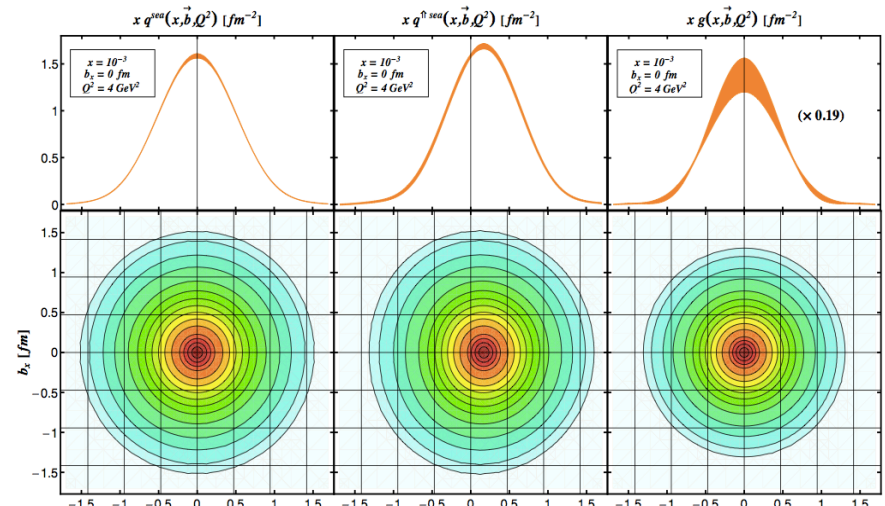 x q^sea(x,b⃗,Q²) [fm⁻²]
x q^⇑ sea(x,b⃗,Q²) [fm⁻²]
x g(x,b⃗,Q²) [fm⁻²]
x = 10⁻³
bₓ = 0 fm
Q² = 4 GeV²
x = 10⁻³
bₓ = 0 fm
Q² = 4 GeV²
x = 10⁻³
bₓ = 0 fm
Q² = 4 GeV²
(× 0.19)
1.5
1
0.5
0
1.5
1
0.5
0
−0.5
−1
−1.5
bₓ [fm]
−1.5 −1 −0.5 0 0.5 1 1.5
−1.5 −1 −0.5 0 0.5 1 1.5
−1.5 −1 −0.5 0 0.5 1 1.5